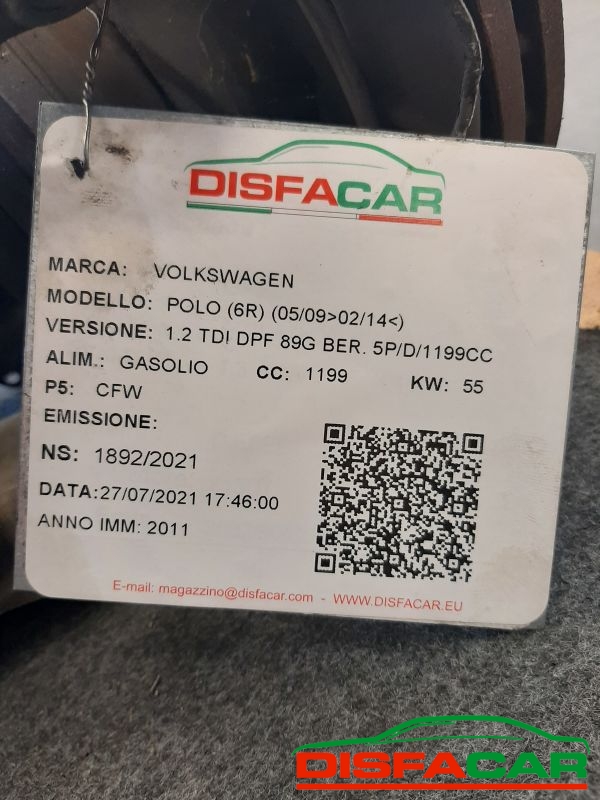 DISFACAR
MARCA: VOLKSWAGEN
MODELLO: POLO (6R) (05/09>02/14<)
VERSIONE: 1.2 TDI DPF 89G BER. 5P/D/1199CC
ALIM.: GASOLIO CC: 1199 KW: 55
P5: CFW
EMISSIONE:
NS: 1892/2021
DATA:27/07/2021 17:46:00
ANNO IMM: 2011
E-mail: magazzino@disfacar.com - WWW.DISFACAR.EU
DISFACAR